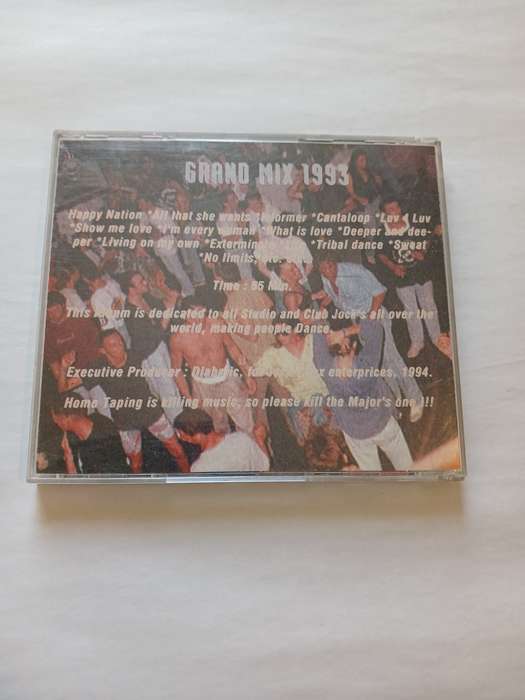 GRAND MIX 1993
Happy Nation *All that she wants *Informer *Cantaloop *Luv 4 Luv
*Show me love *I'm every woman *What is love *Deeper and dee-
per *Living on my own *Exterminate *Tribal dance *Sweat
*No limits, etc. etc.
Time : 56 Min.
This album is dedicated to all Studio and Club Jock's all over the
world, making people Dance.
Executive Producer : Diabolic, for enterprices, 1994.
Home Taping is killing music, so please kill the Major's one !!!